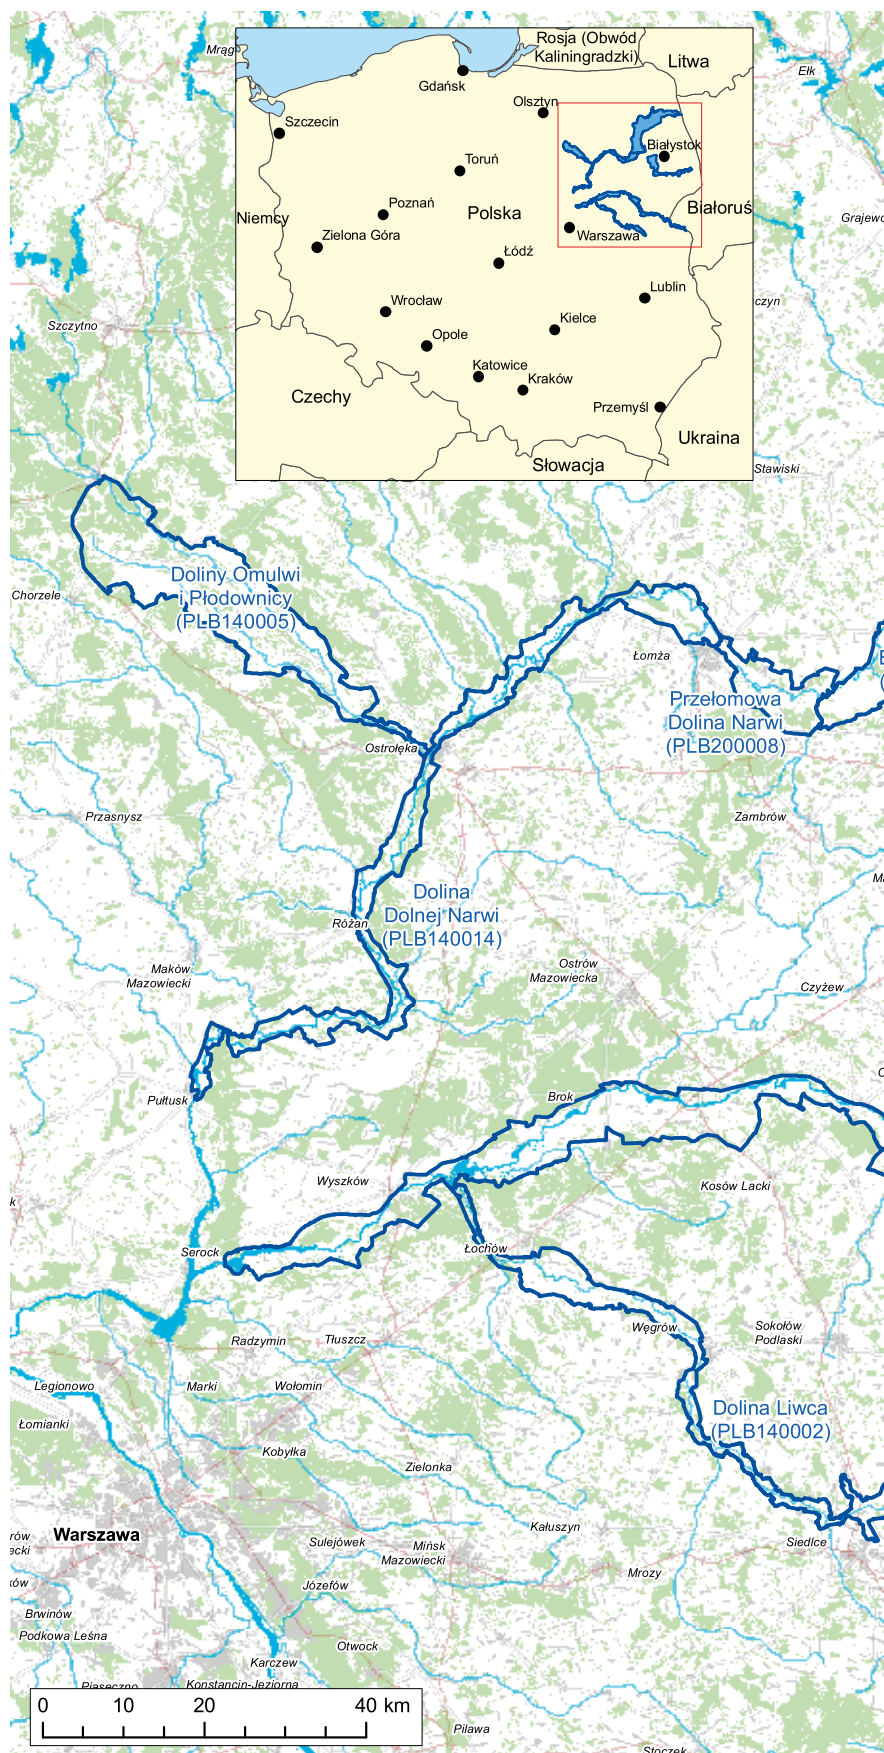 Mrąg
Rosja (Obwód
Kaliningradzki)
Litwa
Ełk
Gdańsk
Olsztyn
Szczecin
Białystok
Toruń
Poznań
Polska
Niemcy
Białoruś
Grajewo
Zielona Góra
Warszawa
Łódź
Lublin
Wrocław
czyn
Kielce
Szczytno
Opole
Katowice
Kraków
Czechy
Przemyśl
Ukraina
Słowacja
Stawiski
Doliny Omulwi
i Płodownicy
(PLB140005)
Chorzele
Łomża
Przełomowa
Dolina Narwi
(PLB200008)
Ostrołęka
Przasnysz
Zambrów
Dolina
Dolnej Narwi
(PLB140014)
Różan
Ostrów
Mazowiecka
Maków
Mazowiecki
Czyżew
Brok
Pułtusk
Wyszków
Kosów Lacki
k
Serock
Łochów
Węgrów
Sokołów
Podlaski
Radzymin
Tłuszcz
Legionowo
Marki
Wołomin
Łomianki
Dolina Liwca
(PLB140002)
Kobyłka
Zielonka
Warszawa
rów
ecki
Kałuszyn
Sulejówek
Mińsk
Mazowiecki
Siedlce
Mrozy
ków
Józefów
Brwinów
Podkowa Leśna
Otwock
Karczew
Piaseczno
Konstancin-Jeziorna
0 10 20 40 km
Pilawa
Stoczek